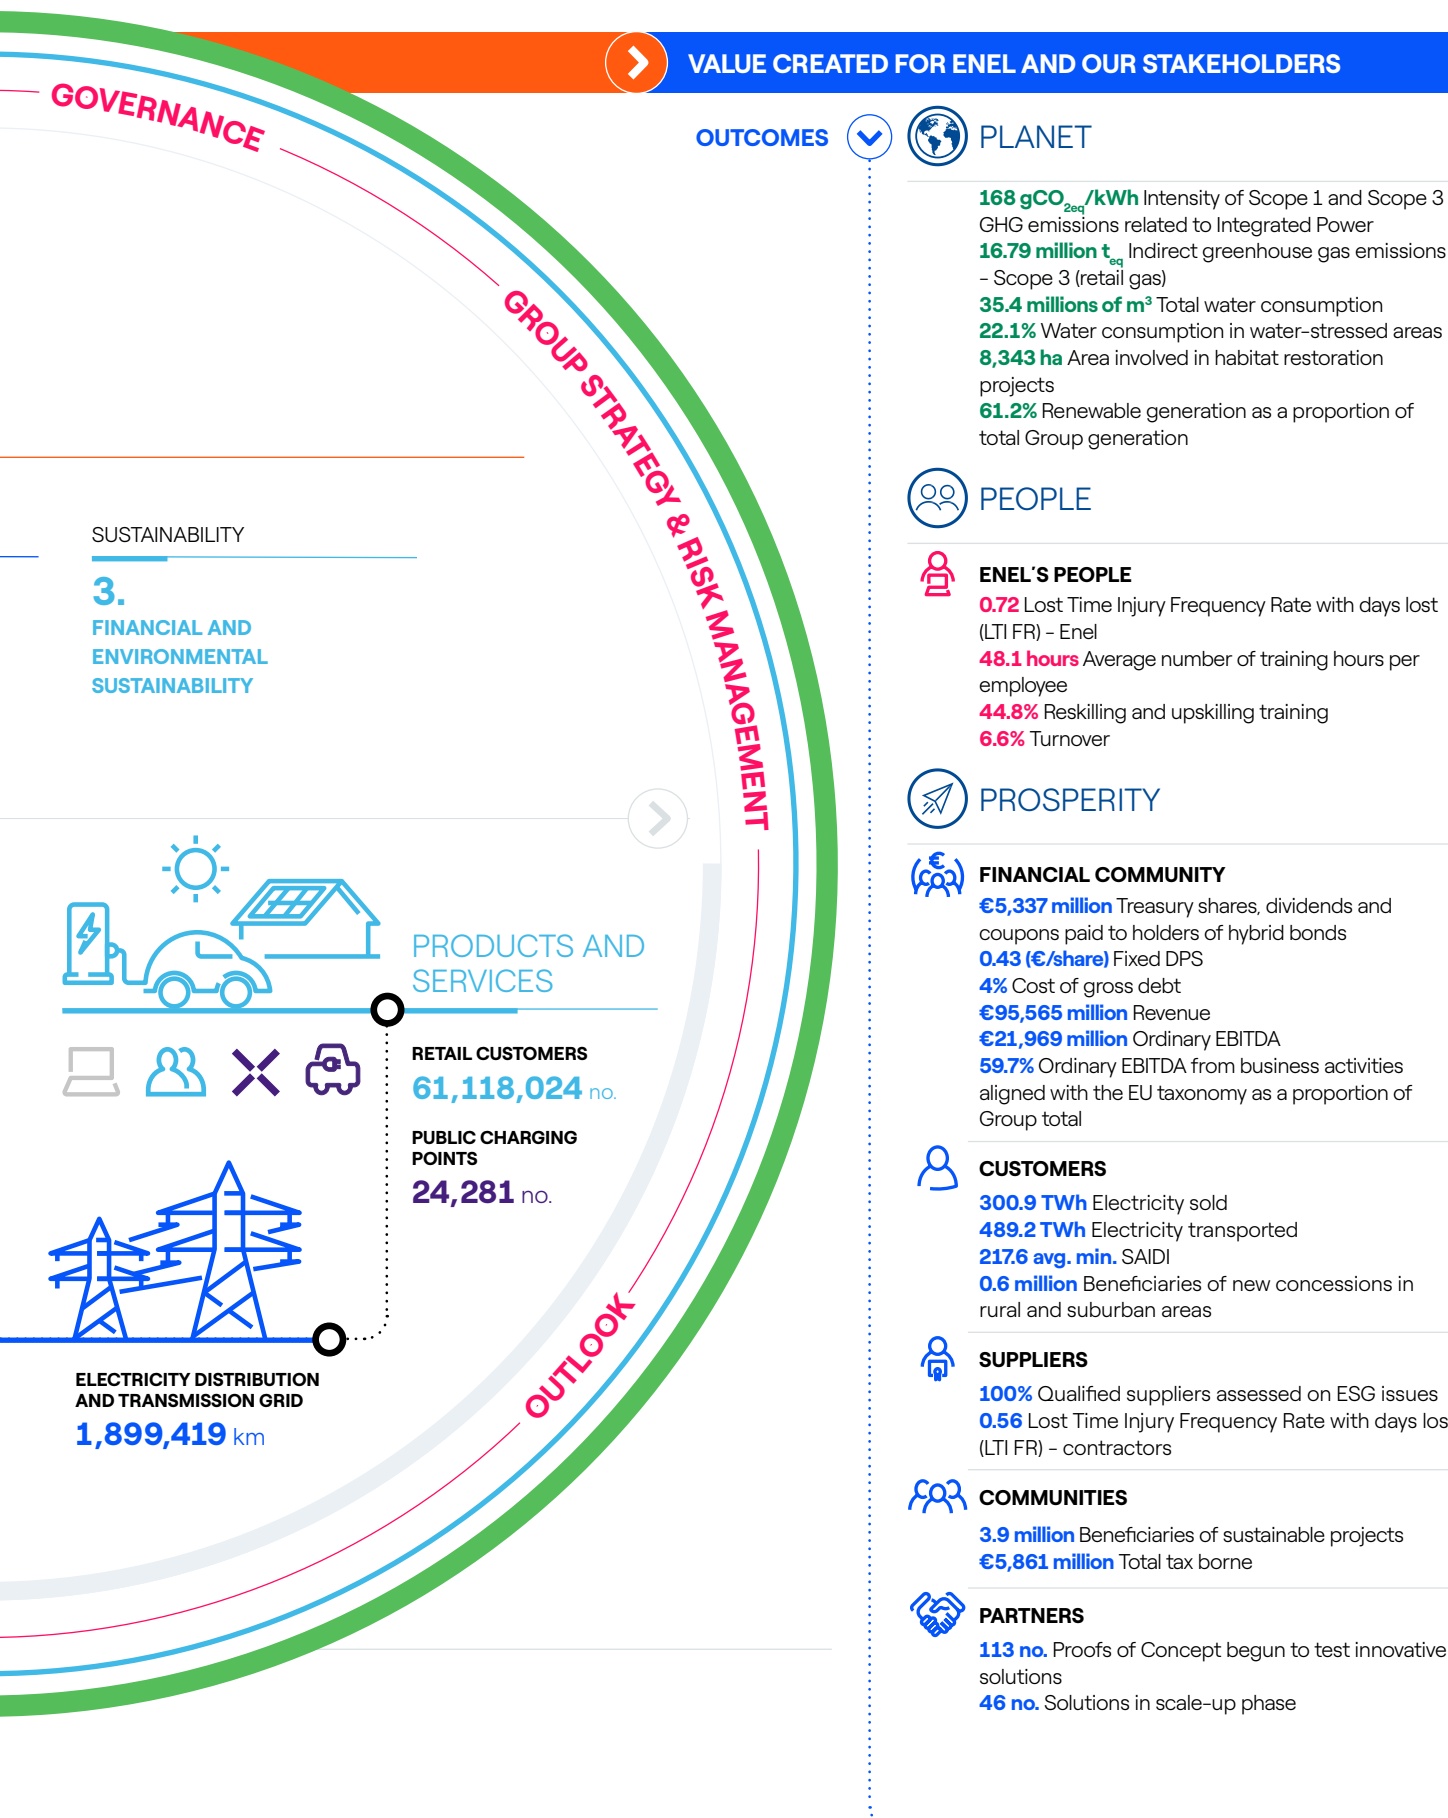 VALUE CREATED FOR ENEL AND OUR STAKEHOLDERS
GOVERNANCE
GROUP STRATEGY & RISK MANAGEMENT
OUTLOOK
SUSTAINABILITY
3.
FINANCIAL AND
ENVIRONMENTAL
SUSTAINABILITY
PRODUCTS AND
SERVICES
RETAIL CUSTOMERS
61,118,024 no.
PUBLIC CHARGING
POINTS
24,281 no.
ELECTRICITY DISTRIBUTION
AND TRANSMISSION GRID
1,899,419 km
OUTCOMES
PLANET
168 gCO2eq/kWh Intensity of Scope 1 and Scope 3
GHG emissions related to Integrated Power
16.79 million teq Indirect greenhouse gas emissions
- Scope 3 (retail gas)
35.4 millions of m³ Total water consumption
22.1% Water consumption in water-stressed areas
8,343 ha Area involved in habitat restoration
projects
61.2% Renewable generation as a proportion of
total Group generation
PEOPLE
ENEL'S PEOPLE
0.72 Lost Time Injury Frequency Rate with days lost
(LTI FR) - Enel
48.1 hours Average number of training hours per
employee
44.8% Reskilling and upskilling training
6.6% Turnover
PROSPERITY
FINANCIAL COMMUNITY
€5,337 million Treasury shares, dividends and
coupons paid to holders of hybrid bonds
0.43 (€/share) Fixed DPS
4% Cost of gross debt
€95,565 million Revenue
€21,969 million Ordinary EBITDA
59.7% Ordinary EBITDA from business activities
aligned with the EU taxonomy as a proportion of
Group total
CUSTOMERS
300.9 TWh Electricity sold
489.2 TWh Electricity transported
217.6 avg. min. SAIDI
0.6 million Beneficiaries of new concessions in
rural and suburban areas
SUPPLIERS
100% Qualified suppliers assessed on ESG issues
0.56 Lost Time Injury Frequency Rate with days los
(LTI FR) - contractors
COMMUNITIES
3.9 million Beneficiaries of sustainable projects
€5,861 million Total tax borne
PARTNERS
113 no. Proofs of Concept begun to test innovative
solutions
46 no. Solutions in scale-up phase